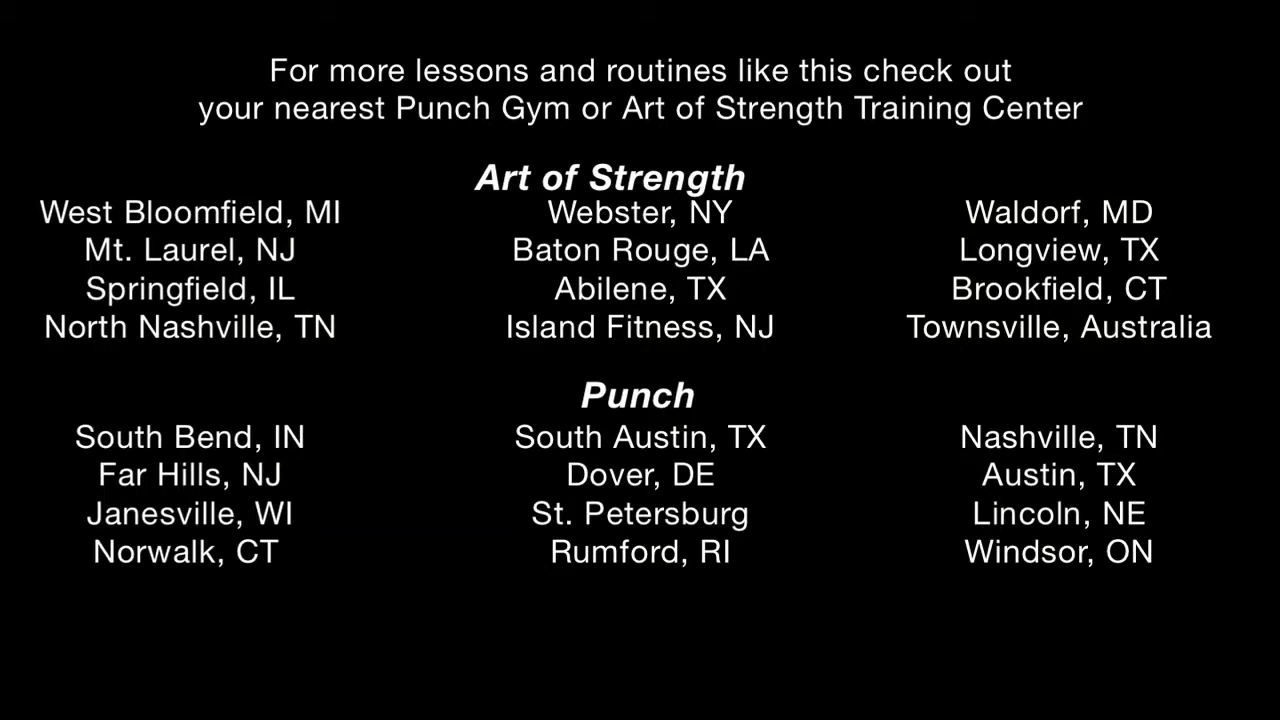 For more lessons and routines like this check out
your nearest Punch Gym or Art of Strength Training Center
Art of Strength
West Bloomfield, MI
Webster, NY
Waldorf, MD
Mt. Laurel, NJ
Baton Rouge, LA
Longview, TX
Springfield, IL
Abilene, TX
Brookfield, CT
North Nashville, TN
Island Fitness, NJ
Townsville, Australia
Punch
South Bend, IN
South Austin, TX
Nashville, TN
Far Hills, NJ
Dover, DE
Austin, TX
Janesville, WI
St. Petersburg
Lincoln, NE
Norwalk, CT
Rumford, RI
Windsor, ON